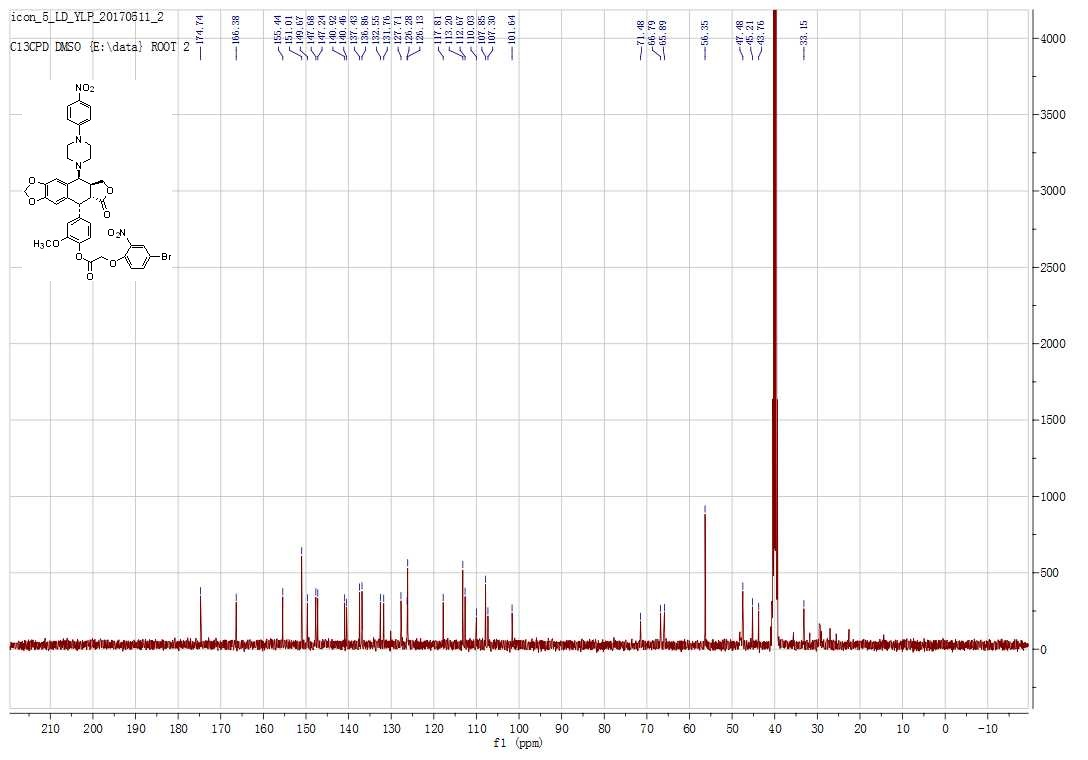 icon_5_LD_YLP_20170511_2
C13CPD DMSO {E:\data} ROOT 2
174.74
166.38
155.44
151.01
149.67
147.68
147.24
140.92
140.46
137.43
136.86
132.55
131.76
127.71
126.28
126.13
117.81
113.20
112.67
110.03
107.85
107.30
101.64
71.48
66.79
65.89
56.35
47.48
45.21
43.76
33.15
NO2
N
N
O
O
O
O
H3CO
O2N
Br
O
O
O
4000
3500
3000
2500
2000
1500
1000
500
0
210 200 190 180 170 160 150 140 130 120 110 100 90 80 70 60 50 40 30 20 10 0 -10
f1 (ppm)